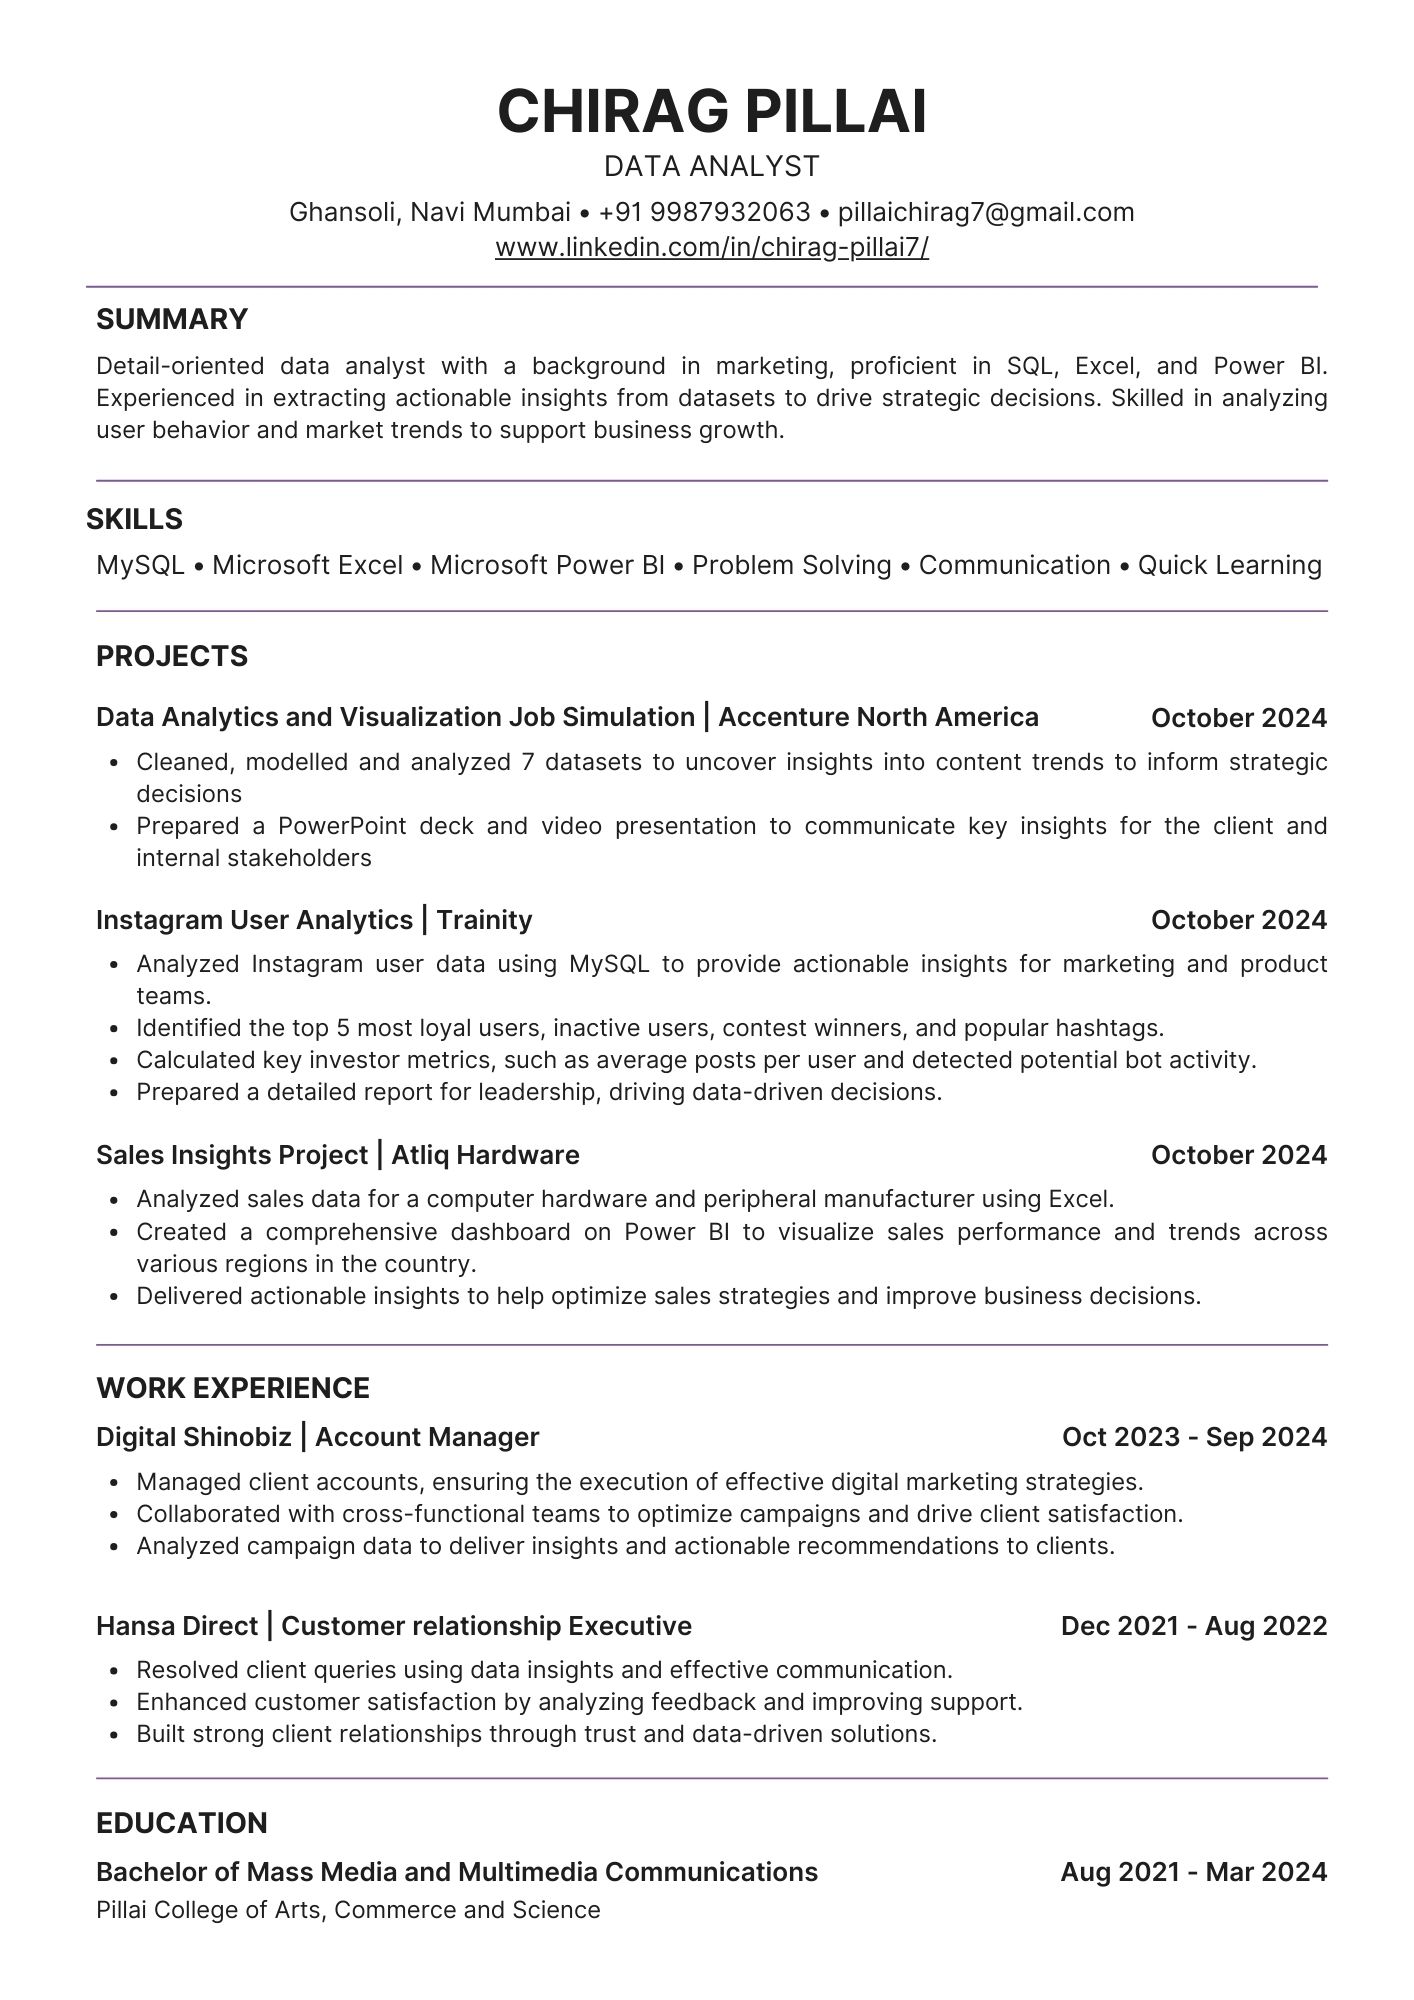 CHIRAG PILLAI
DATA ANALYST
Ghansoli, Navi Mumbai • +91 9987932063 • pillaichirag7@gmail.com
www.linkedin.com/in/chirag-pillai7/
SUMMARY
Detail-oriented data analyst with a background in marketing, proficient in SQL, Excel, and Power BI.
Experienced in extracting actionable insights from datasets to drive strategic decisions. Skilled in analyzing
user behavior and market trends to support business growth.
SKILLS
MySQL • Microsoft Excel • Microsoft Power BI • Problem Solving • Communication • Quick Learning
PROJECTS
Data Analytics and Visualization Job Simulation | Accenture North America October 2024
• Cleaned, modelled and analyzed 7 datasets to uncover insights into content trends to inform strategic
decisions
• Prepared a PowerPoint deck and video presentation to communicate key insights for the client and
internal stakeholders
Instagram User Analytics | Trainity October 2024
• Analyzed Instagram user data using MySQL to provide actionable insights for marketing and product
teams.
• Identified the top 5 most loyal users, inactive users, contest winners, and popular hashtags.
• Calculated key investor metrics, such as average posts per user and detected potential bot activity.
• Prepared a detailed report for leadership, driving data-driven decisions.
Sales Insights Project | Atliq Hardware October 2024
• Analyzed sales data for a computer hardware and peripheral manufacturer using Excel.
• Created a comprehensive dashboard on Power BI to visualize sales performance and trends across
various regions in the country.
• Delivered actionable insights to help optimize sales strategies and improve business decisions.
WORK EXPERIENCE
Digital Shinobiz | Account Manager Oct 2023 - Sep 2024
• Managed client accounts, ensuring the execution of effective digital marketing strategies.
• Collaborated with cross-functional teams to optimize campaigns and drive client satisfaction.
• Analyzed campaign data to deliver insights and actionable recommendations to clients.
Hansa Direct | Customer relationship Executive Dec 2021 - Aug 2022
• Resolved client queries using data insights and effective communication.
• Enhanced customer satisfaction by analyzing feedback and improving support.
• Built strong client relationships through trust and data-driven solutions.
EDUCATION
Bachelor of Mass Media and Multimedia Communications Aug 2021 - Mar 2024
Pillai College of Arts, Commerce and Science